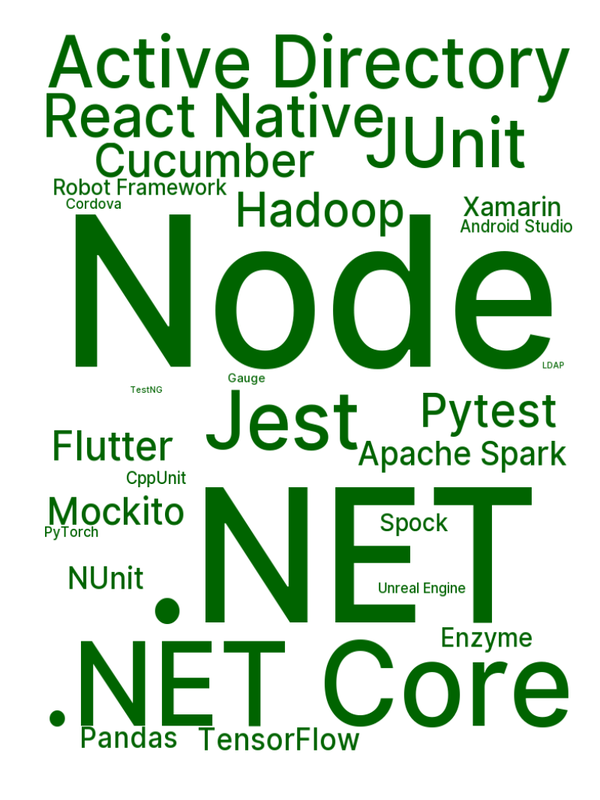 Active Directory
React Native
JUnit
Cucumber
Robot Framework
Cordova
Hadoop
Xamarin
Android Studio
Node
LDAP
Gauge
TestNG
Jest
Pytest
Flutter
Apache Spark
CppUnit
Mockito
.NET
Spock
PyTorch
NUnit
Unreal Engine
Enzyme
.NET Core
Pandas
TensorFlow